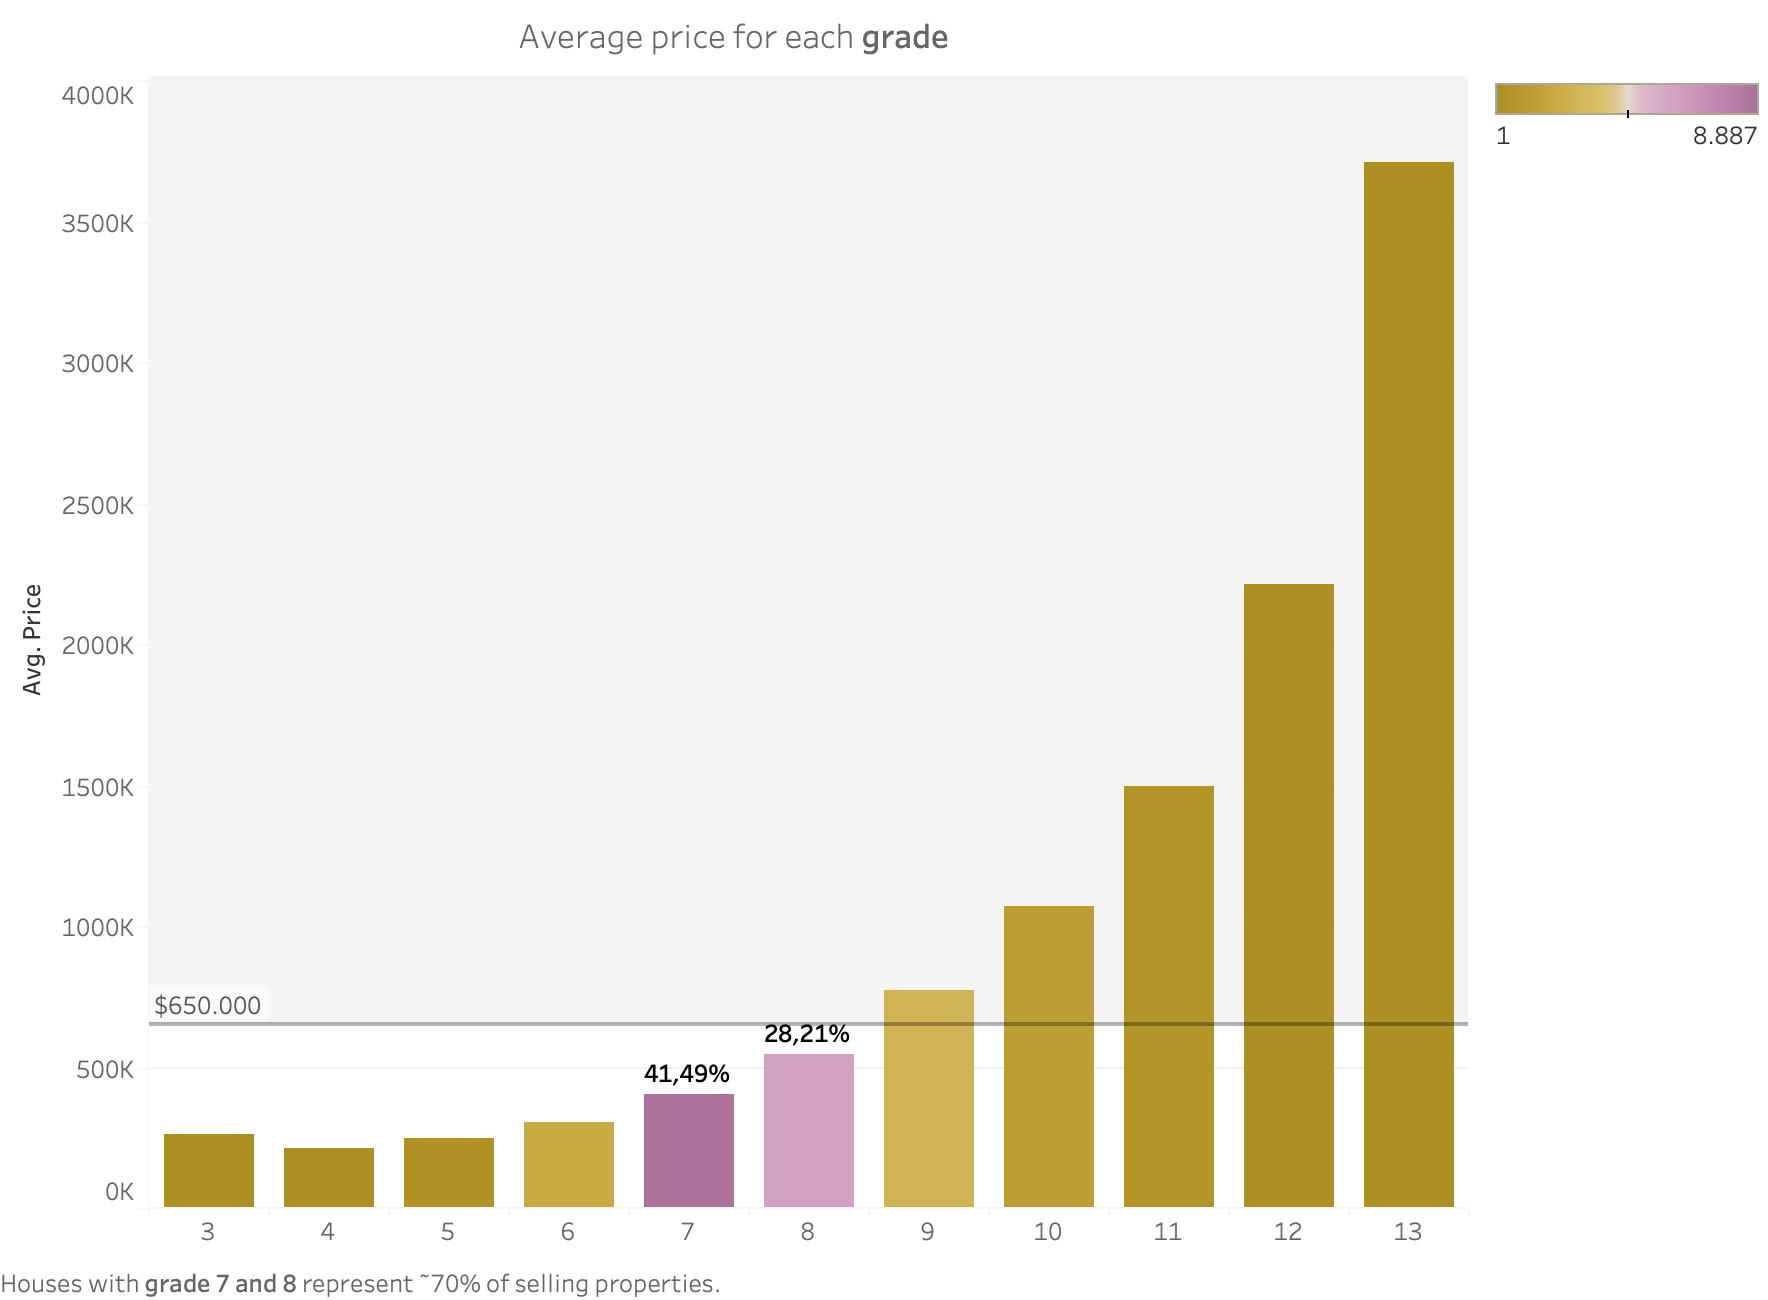 Average price for each grade
4000K
3500K
3000K
2500K
2000K
1500K
1000K
500K
0K
Avg. Price
$650.000
41,49%
28,21%
3 4 5 6 7 8 9 10 11 12 13
1 8.887
Houses with grade 7 and 8 represent ~70% of selling properties.